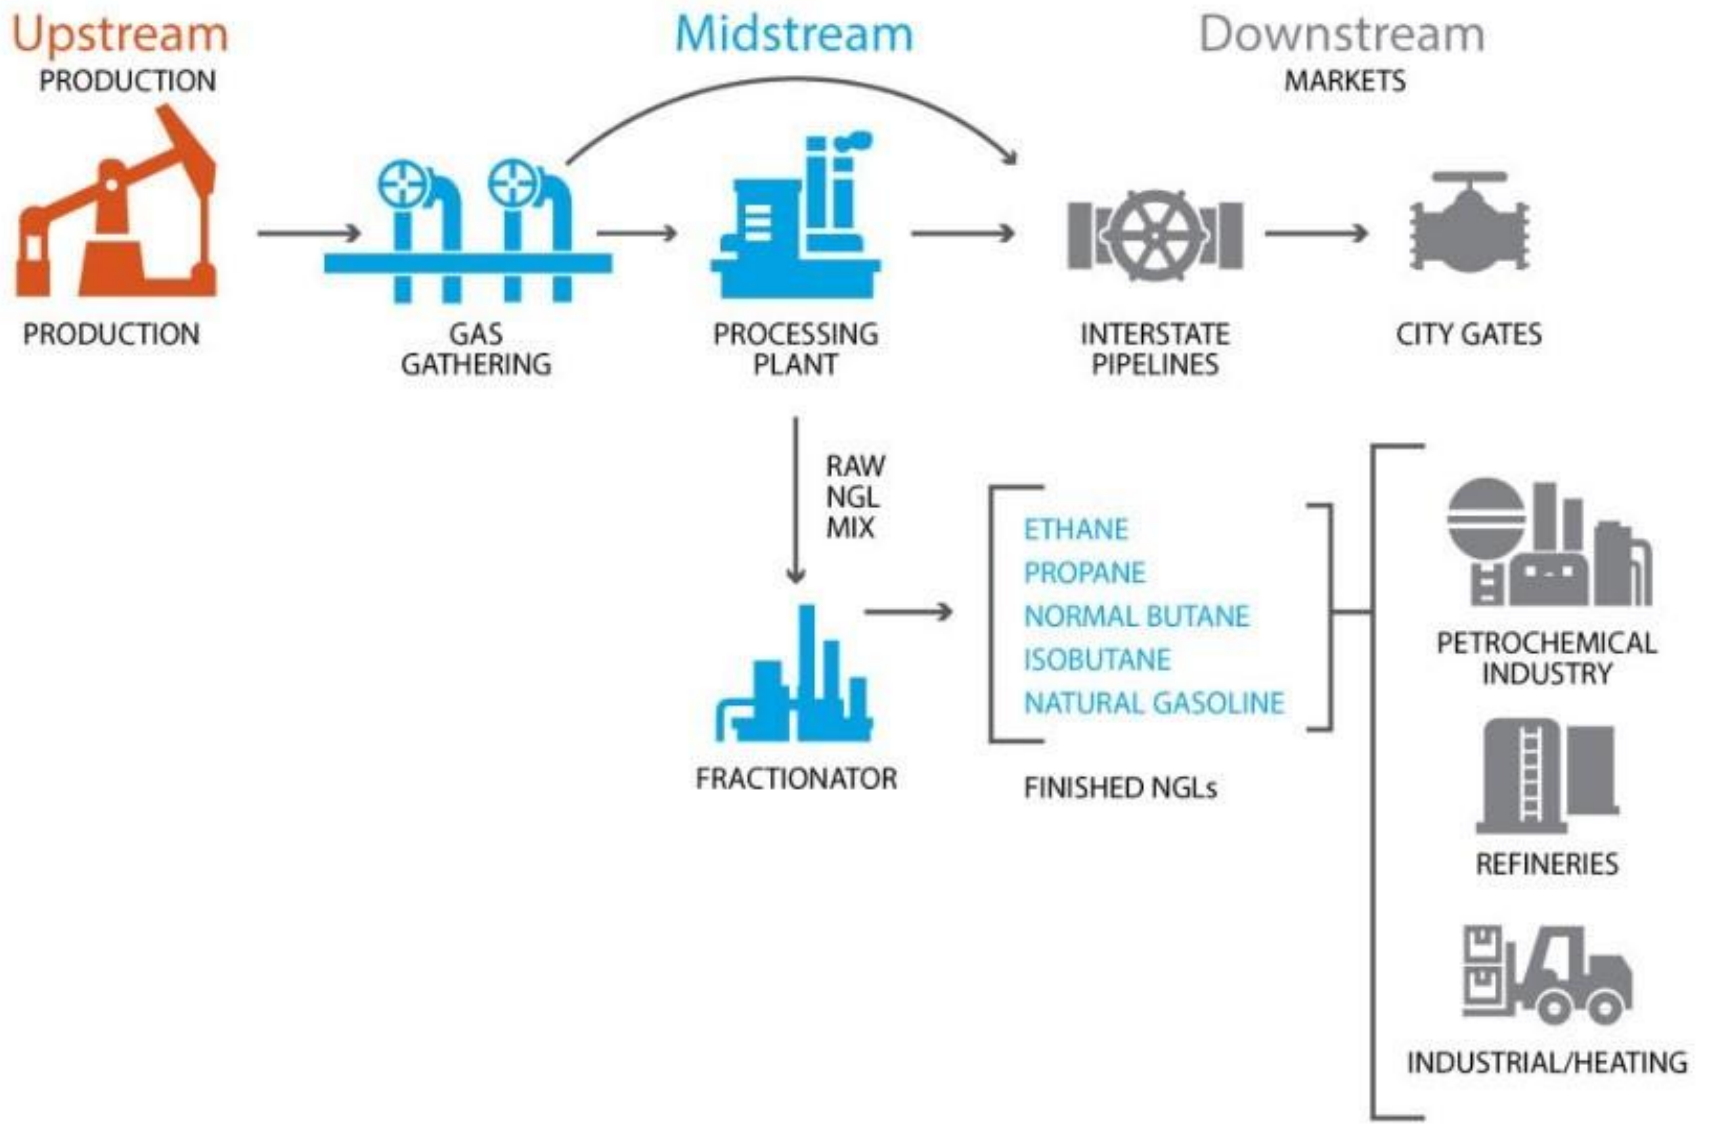 Upstream
PRODUCTION
Midstream
Downstream
MARKETS
PRODUCTION
GAS
GATHERING
PROCESSING
PLANT
INTERSTATE
PIPELINES
CITY GATES
RAW
NGL
MIX
FRACTIONATOR
ETHANE
PROPANE
NORMAL BUTANE
ISOBUTANE
NATURAL GASOLINE
FINISHED NGLs
PETROCHEMICAL
INDUSTRY
REFINERIES
INDUSTRIAL/HEATING